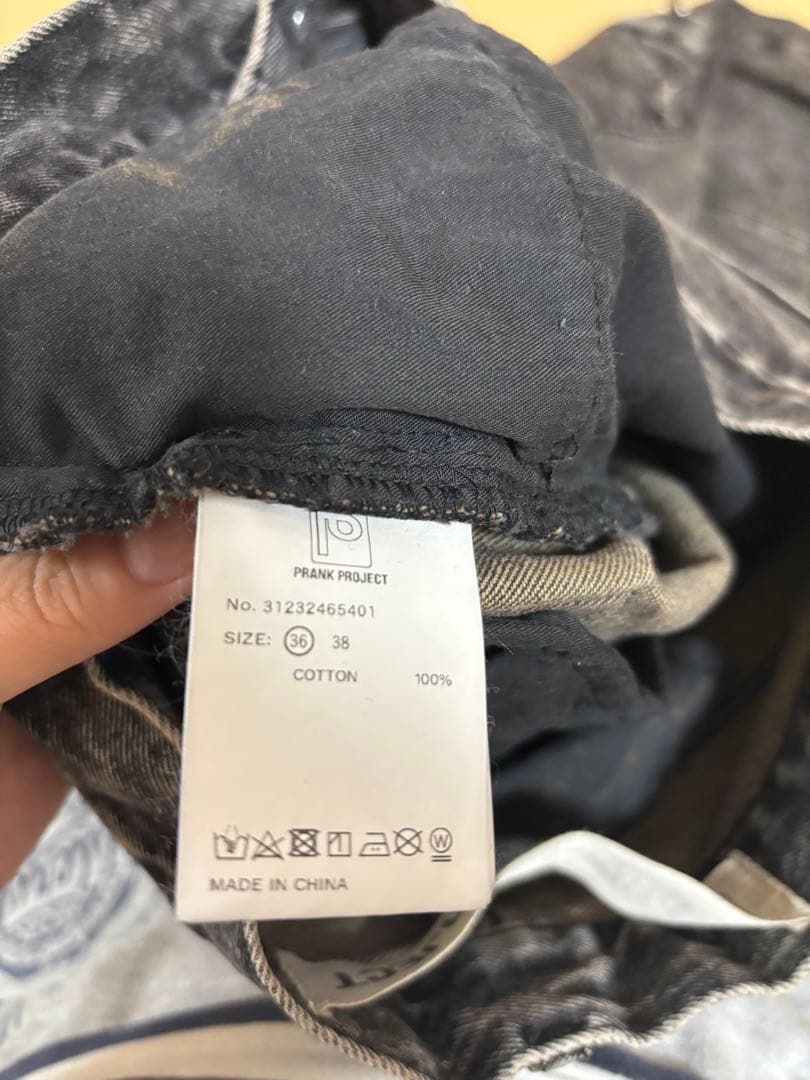 PRANK PROJECT
No. 31232465401
SIZE: 36 38
COTTON 100%
W
MADE IN CHINA